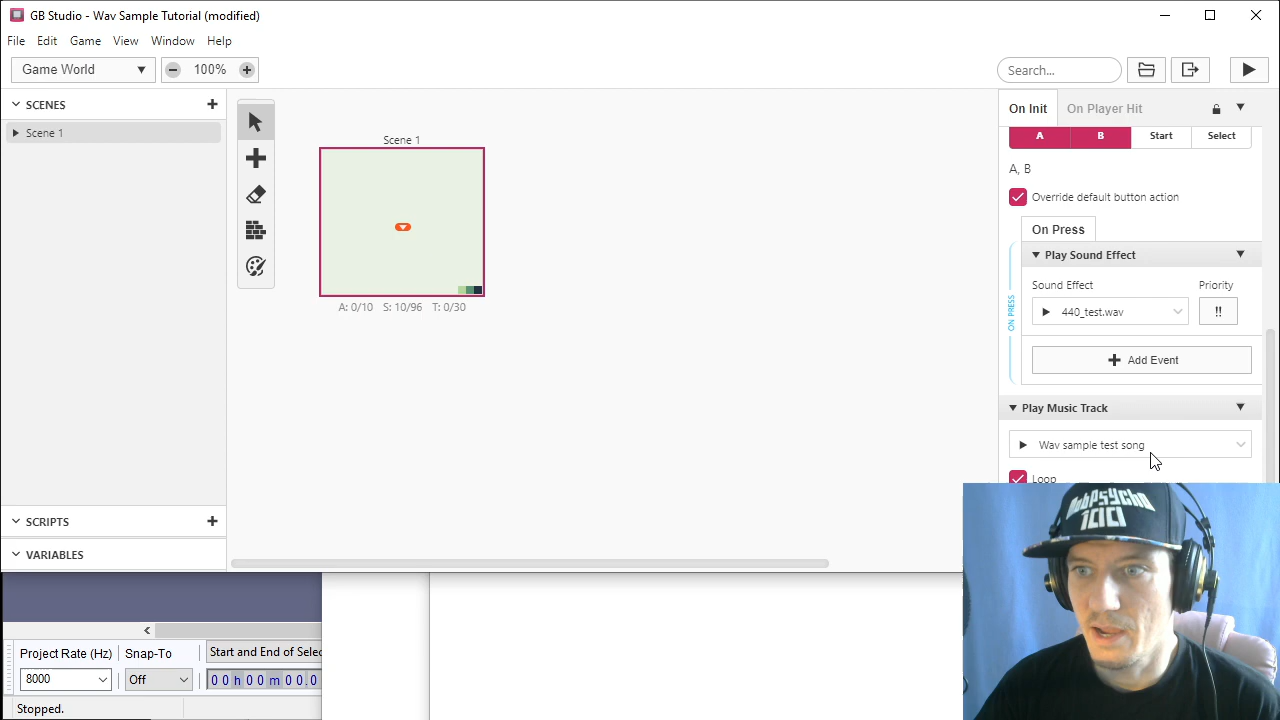 GB Studio - Wav Sample Tutorial (modified)
File Edit Game View Window Help
Game World
100%
Search...
SCENES
Scene 1
Scene 1
A: 0/10 S: 10/96 T: 0/30
On Init On Player Hit
A B Start Select
A, B
Override default button action
On Press
Play Sound Effect
Sound Effect Priority
440_test.wav !!
ON PRESS
Add Event
Play Music Track
Wav sample test song
Loop
SCRIPTS
VARIABLES
Project Rate (Hz) Snap-To Start and End of Selec
8000 Off 00h00m00.0
Stopped.